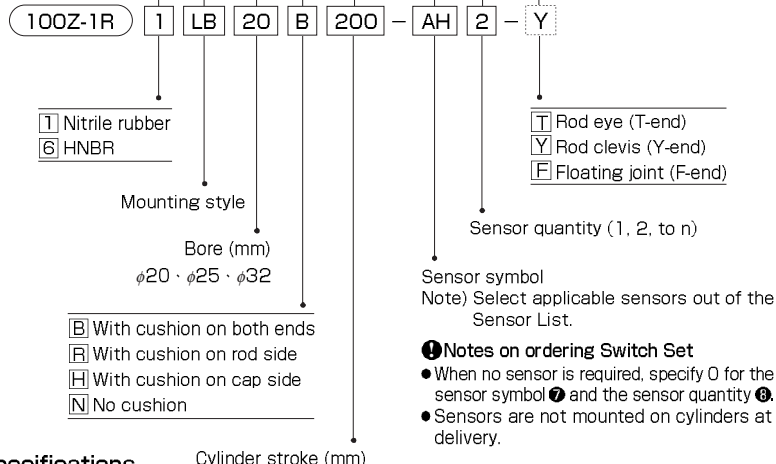 100Z-1R 1 LB 20 B 200 – AH 2 – Y
1 Nitrile rubber
6 HNBR
Mounting style
Bore (mm)
φ20・φ25・φ32
B With cushion on both ends
R With cushion on rod side
H With cushion on cap side
N No cushion
Cylinder stroke (mm)
T Rod eye (T-end)
Y Rod clevis (Y-end)
F Floating joint (F-end)
Sensor quantity (1, 2, to n)
Sensor symbol
Note) Select applicable sensors out of the
Sensor List.
!Notes on ordering Switch Set
●When no sensor is required, specify 0 for the
sensor symbol ❼ and the sensor quantity ❽.
●Sensors are not mounted on cylinders at
delivery.